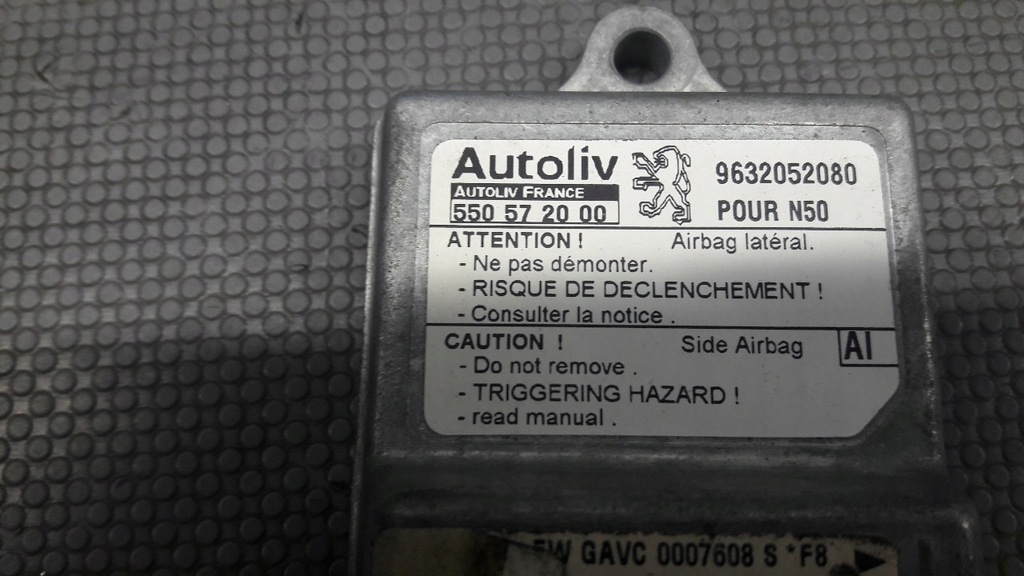 Autoliv
AUTOLIV FRANCE
550 57 20 00
9632052080
POUR N50
ATTENTION ! Airbag latéral.
- Ne pas démonter.
- RISQUE DE DECLENCHEMENT !
- Consulter la notice .
CAUTION ! Side Airbag AI
- Do not remove .
- TRIGGERING HAZARD !
- read manual .
GAVC 0007608 S *F8